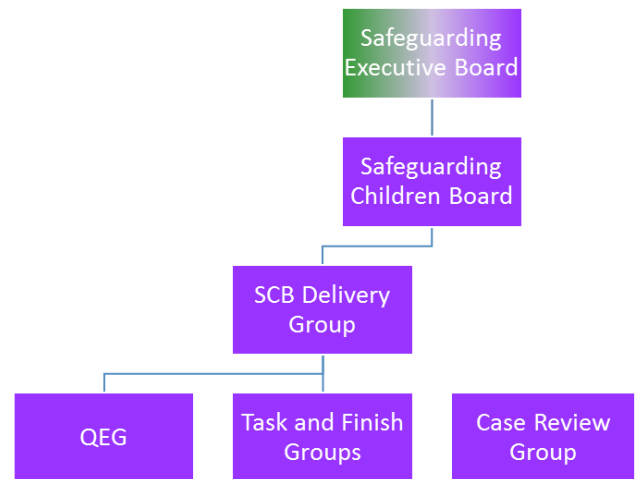 Safeguarding
Executive Board
Safeguarding
Children Board
SCB Delivery
Group
QEG
Task and Finish
Groups
Case Review
Group